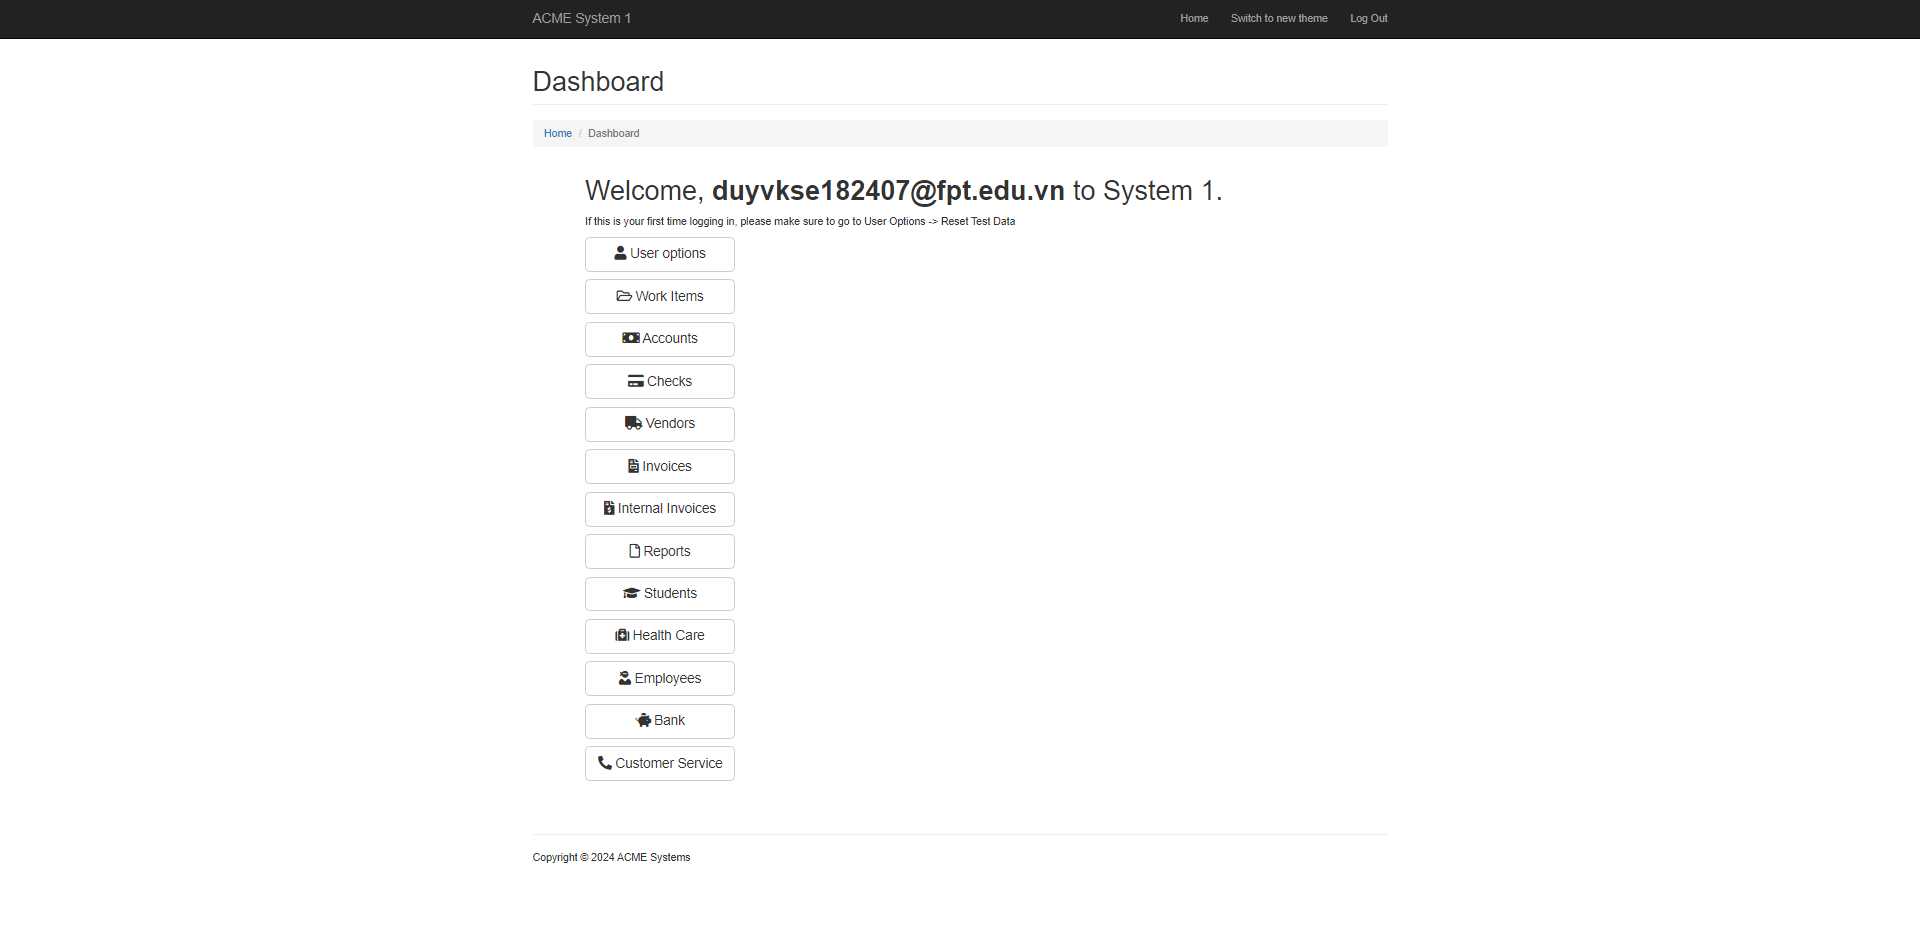 ACME System 1
Home
Switch to new theme
Log Out
Dashboard
Home / Dashboard
Welcome, duyvkse182407@fpt.edu.vn to System 1.
If this is your first time logging in, please make sure to go to User Options -> Reset Test Data
User options
Work Items
Accounts
Checks
Vendors
Invoices
Internal Invoices
Reports
Students
Health Care
Employees
Bank
Customer Service
Copyright © 2024 ACME Systems